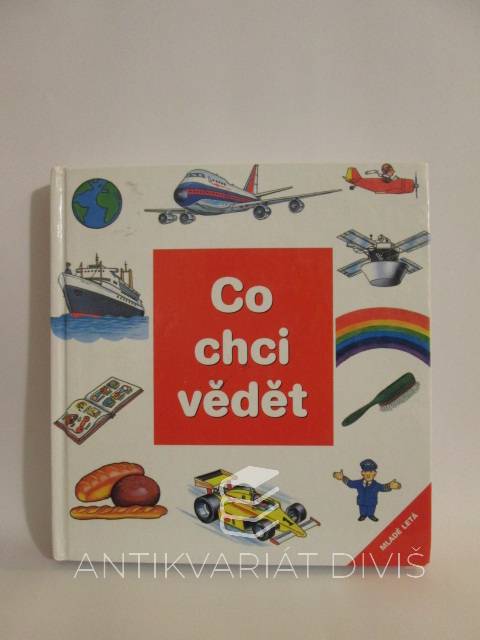 Co
chci
vědět
MLADÉ LETÁ
ANTIKVARIÁT DIVIŠ